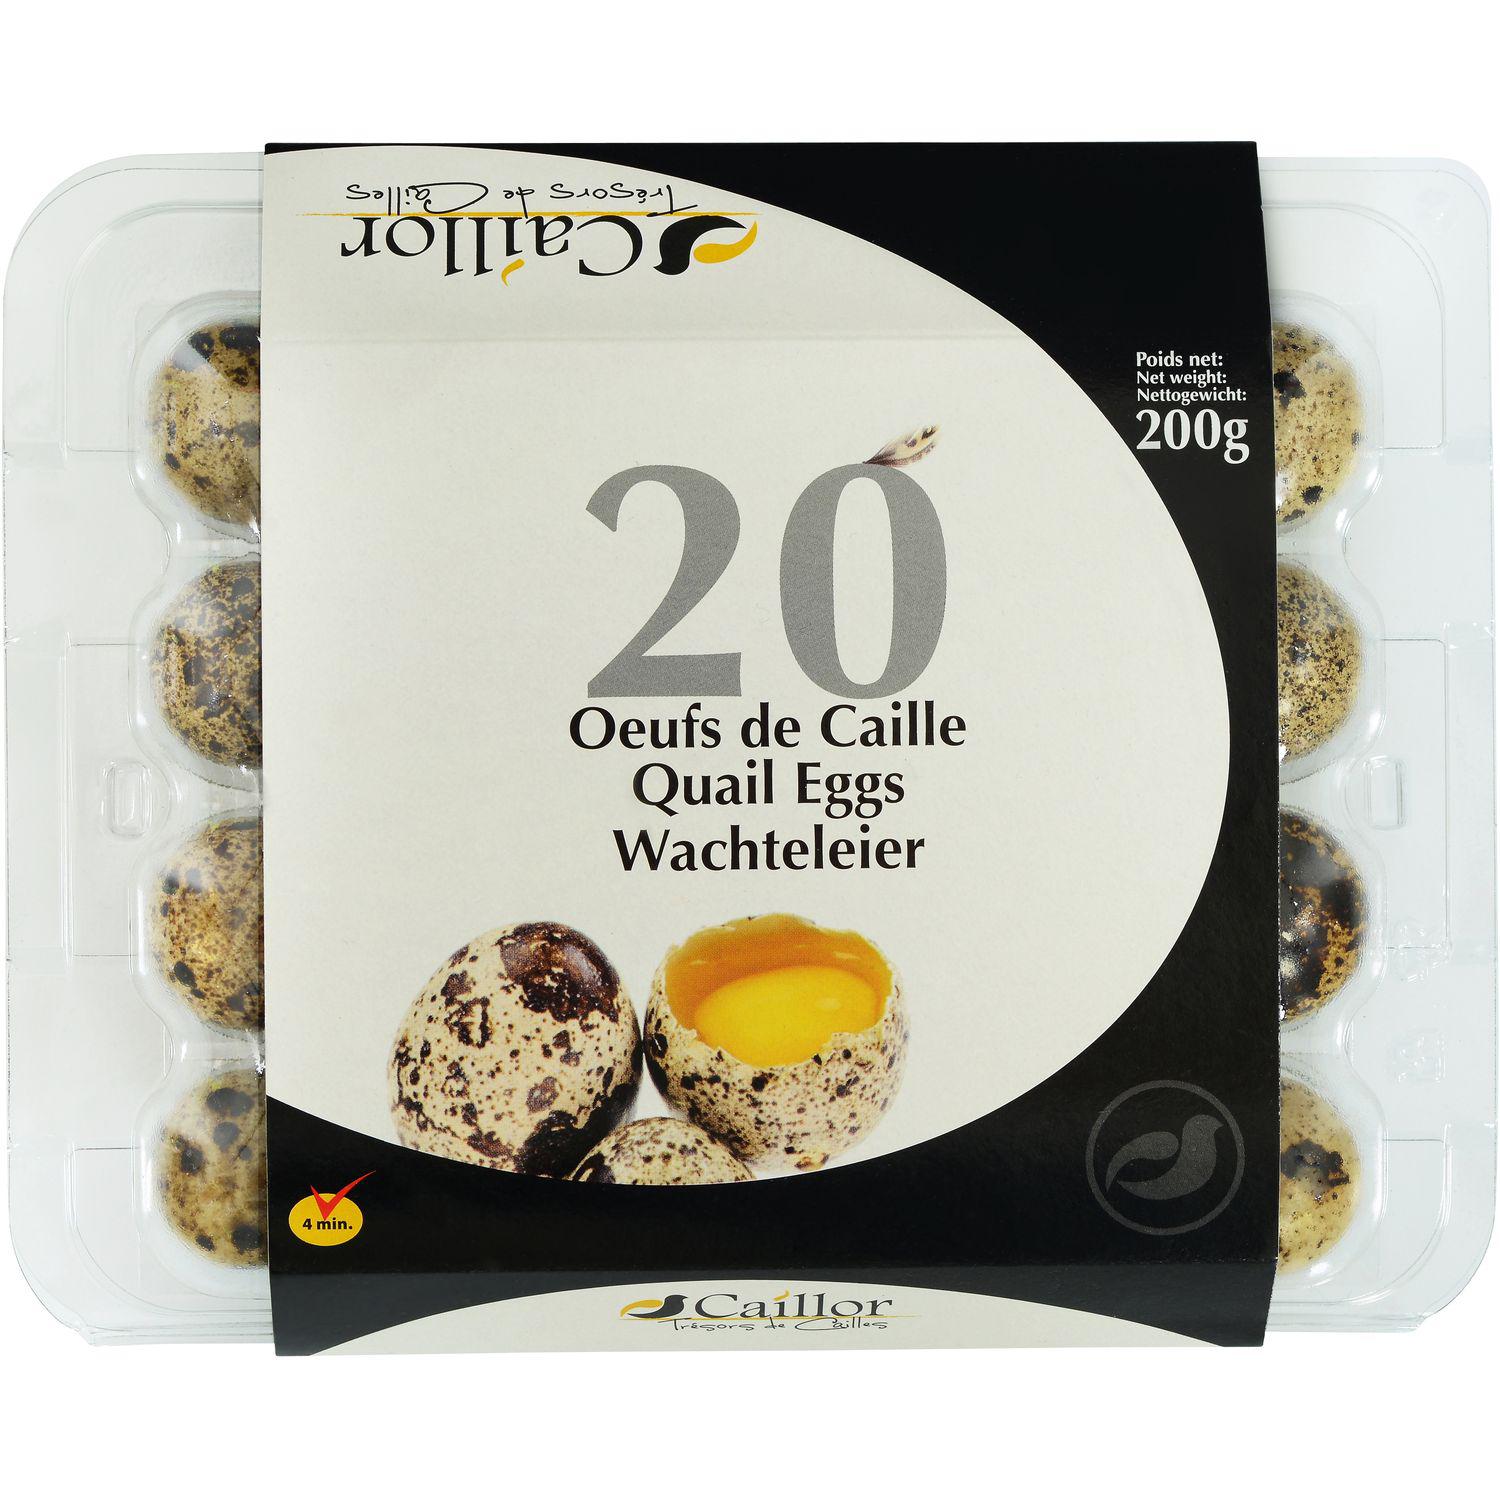 Caillor
Trésors de Cailles
Poids net:
Net weight:
Nettogewicht:
200g
20
Oeufs de Caille
Quail Eggs
Wachteleier
4 min.
Caillor
Trésors de Cailles